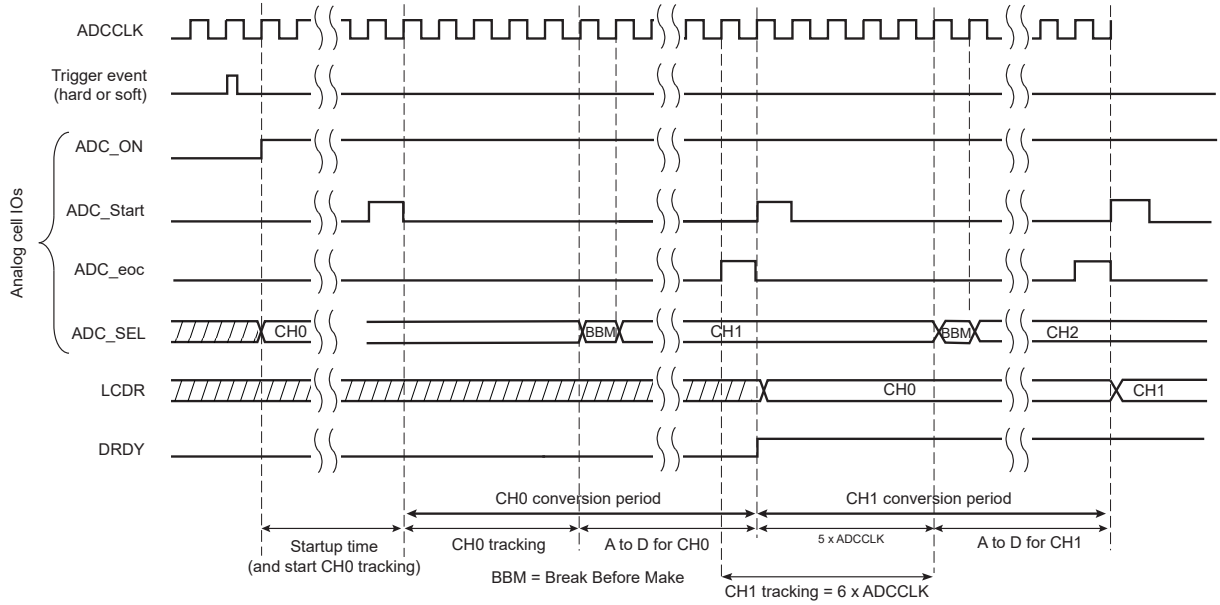 ADCCLK
Trigger event
(hard or soft)
Analog cell IOs
ADC_ON
ADC_Start
ADC_eoc
ADC_SEL
CH0
BBM
CH1
BBM
CH2
LCDR
CH0
CH1
DRDY
CH0 conversion period
CH1 conversion period
Startup time
(and start CH0 tracking)
CH0 tracking
A to D for CH0
5 x ADCCLK
A to D for CH1
BBM = Break Before Make
CH1 tracking = 6 x ADCCLK